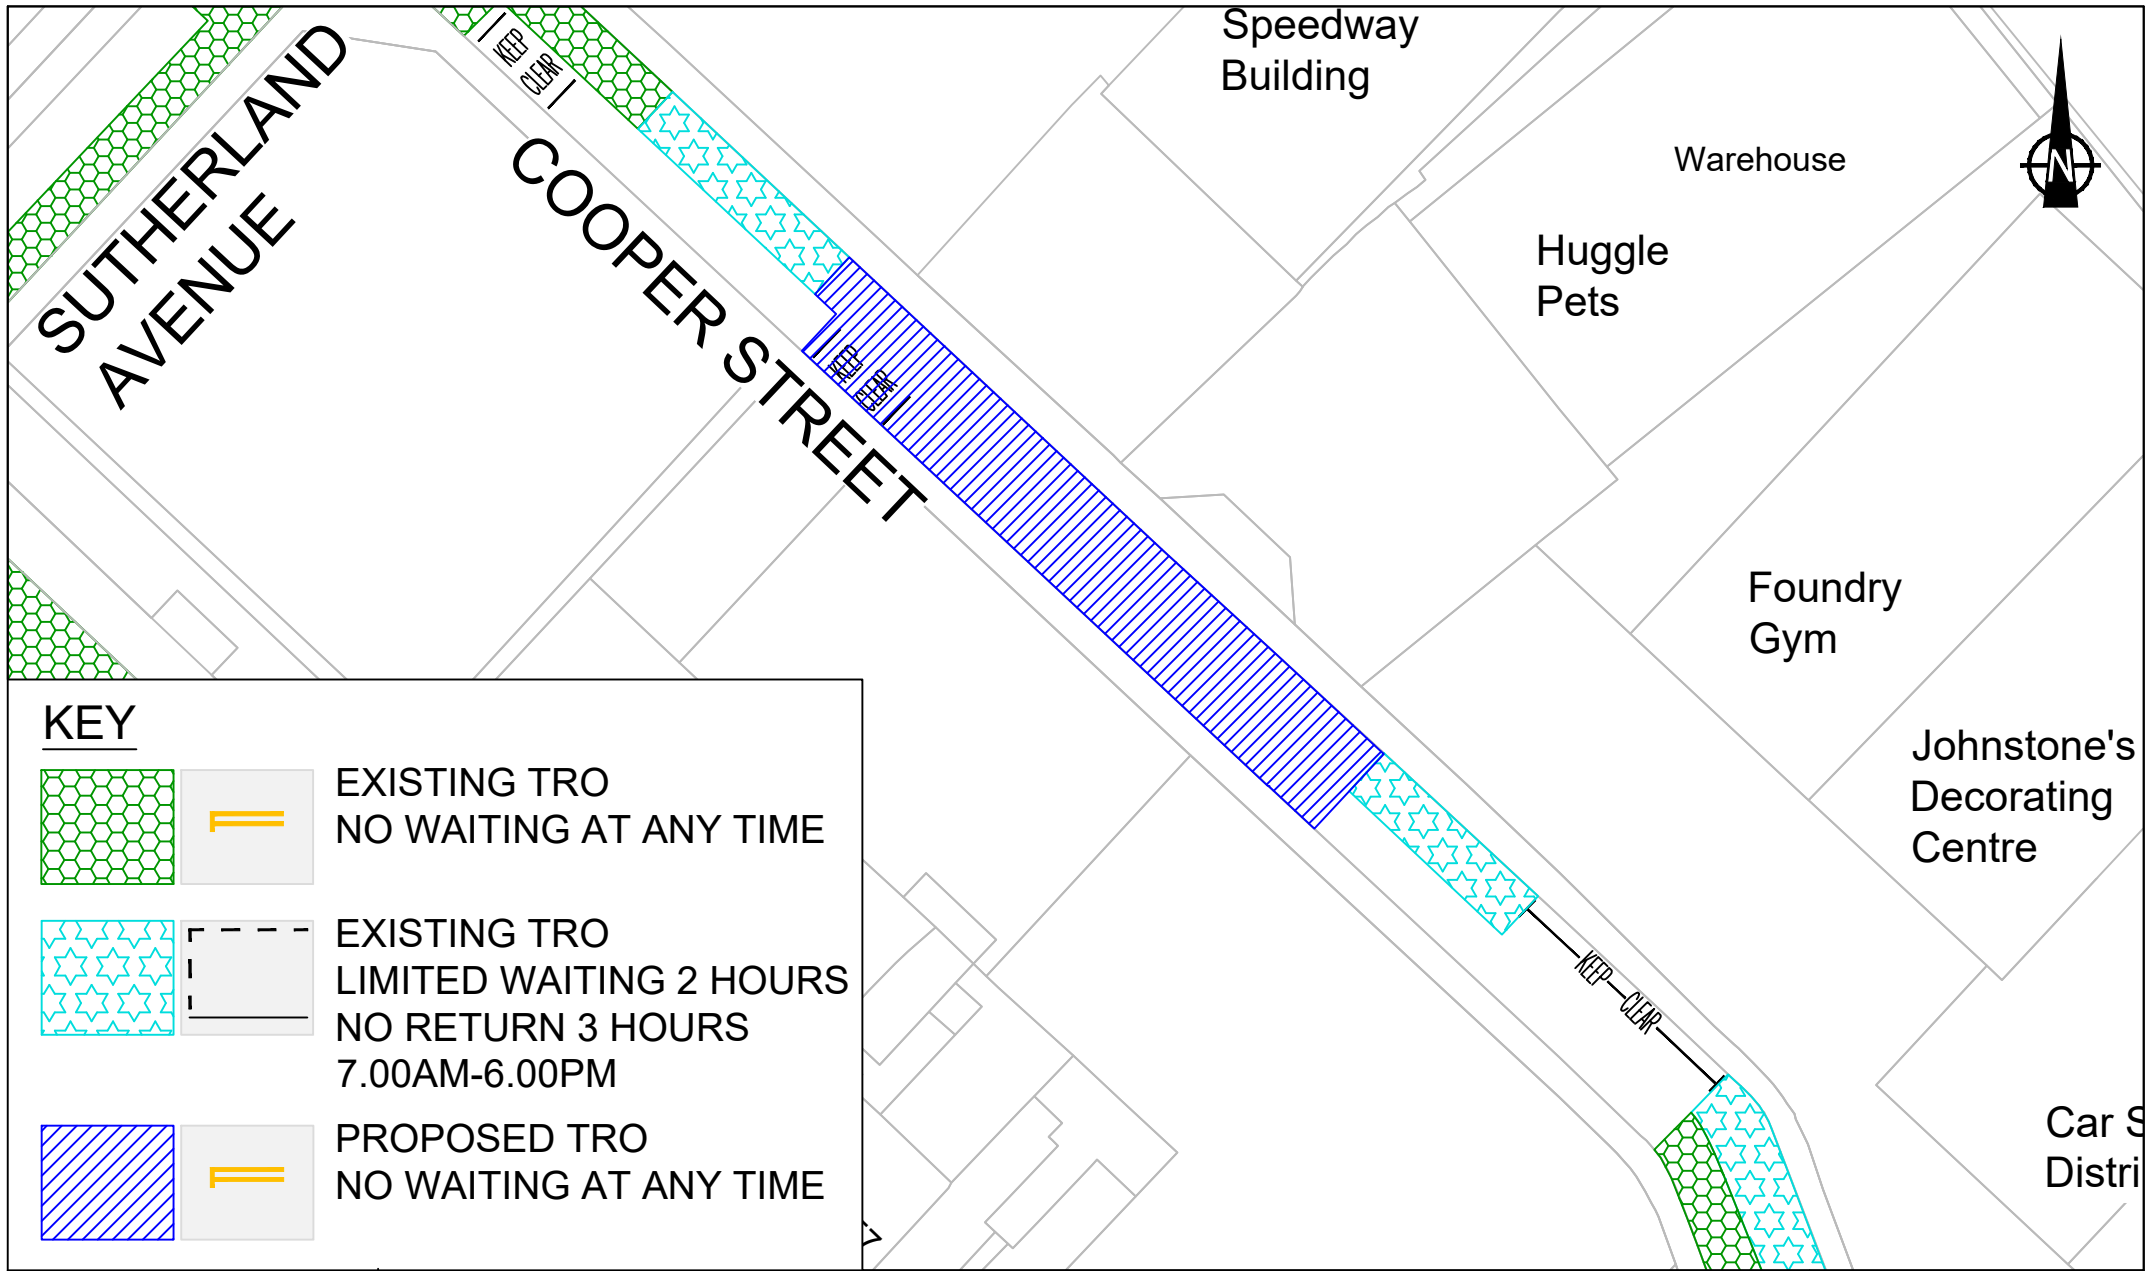 SUTHERLAND
AVENUE
KEEP
CLEAR
COOPER STREET
KEEP
CLEAR
Speedway
Building
Warehouse
N
Huggle
Pets
Foundry
Gym
Johnstone's
Decorating
Centre
KEEP CLEAR
Car S
Distri
KEY
EXISTING TRO
NO WAITING AT ANY TIME
EXISTING TRO
LIMITED WAITING 2 HOURS
NO RETURN 3 HOURS
7.00AM-6.00PM
PROPOSED TRO
NO WAITING AT ANY TIME